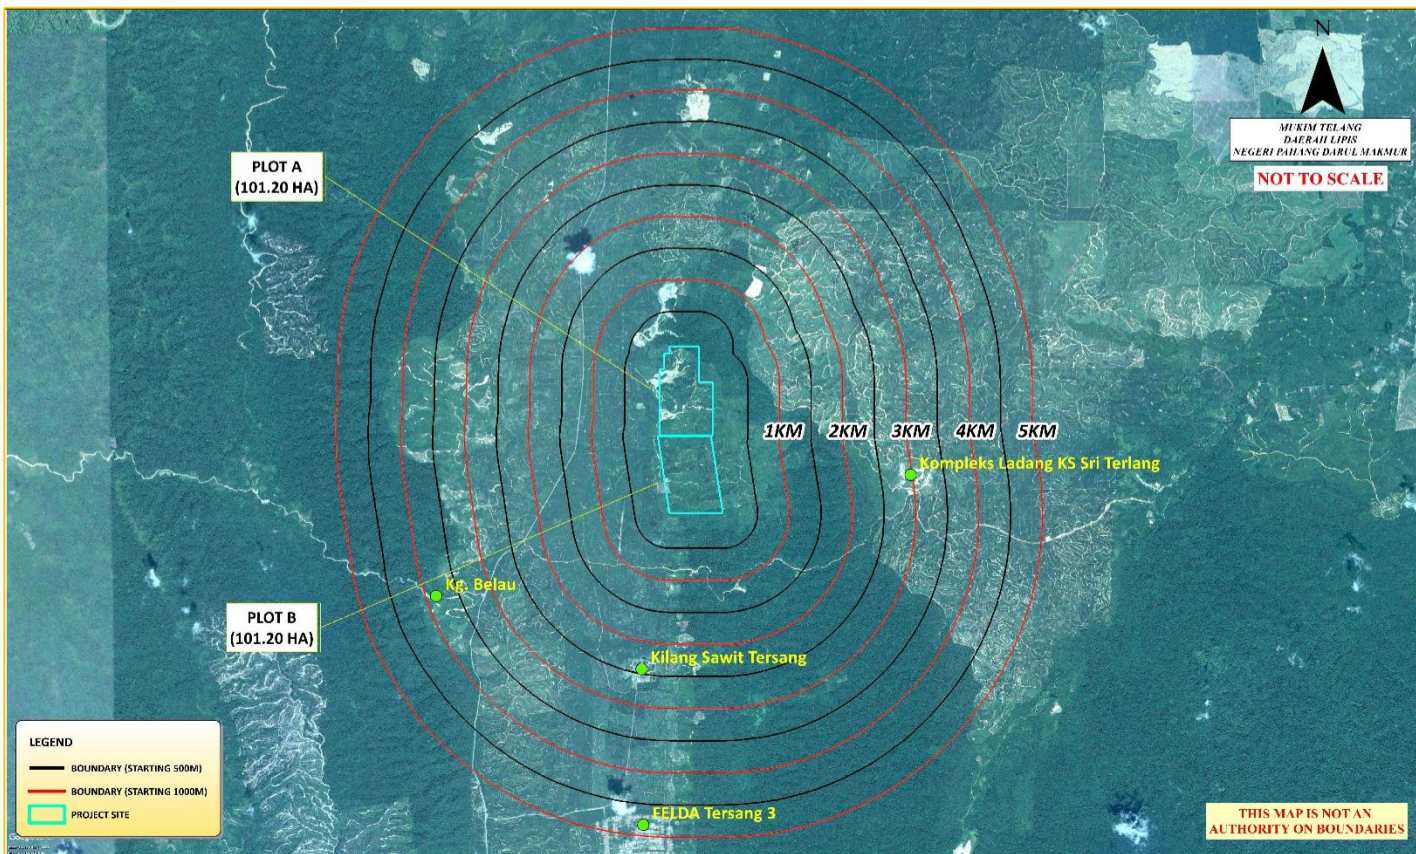 N
MUKIM TELANG
DAERAH LIPIS
NEGERI PAHANG DARUL MAKMUR
NOT TO SCALE
PLOT A
(101.20 HA)
1KM
2KM
3KM
4KM
5KM
Kompleks Ladang KS Sri Terlang
Kg. Belau
PLOT B
(101.20 HA)
Kilang Sawit Tersang
FELDA Tersang 3
LEGEND
BOUNDARY (STARTING 500M)
BOUNDARY (STARTING 1000M)
PROJECT SITE
THIS MAP IS NOT AN
AUTHORITY ON BOUNDARIES